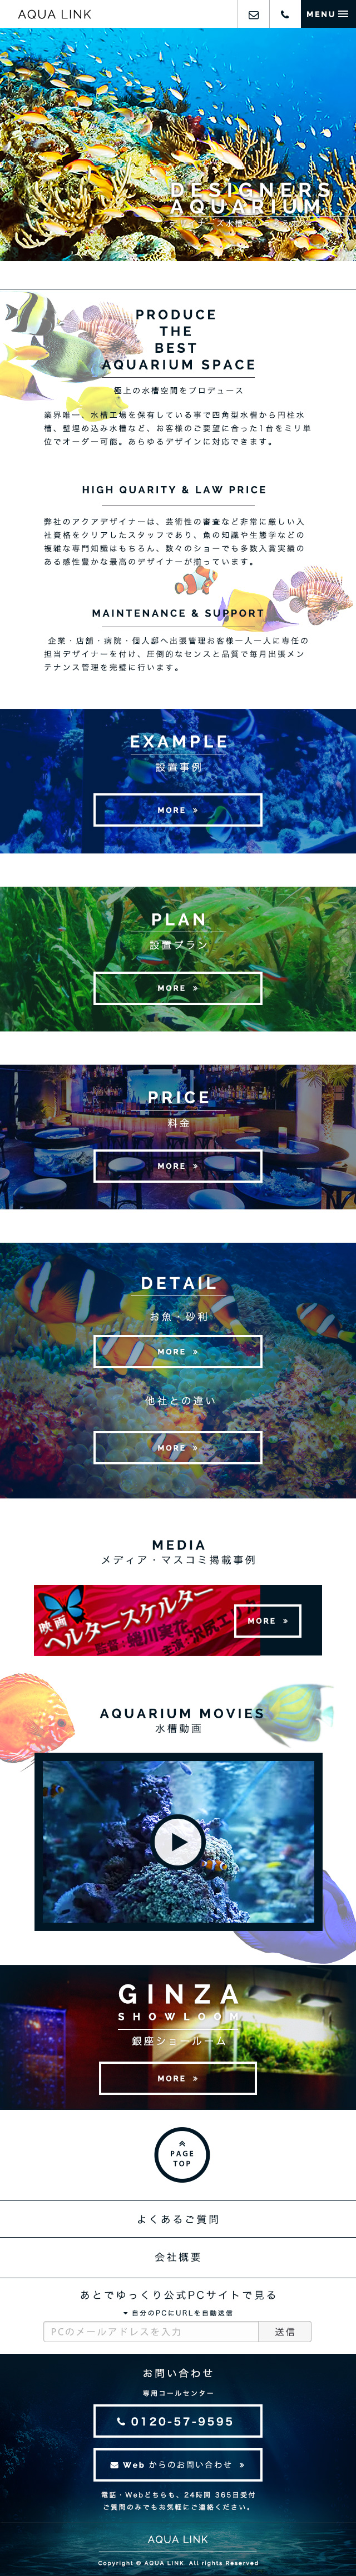 AQUA LINK
MENU
DESIGNERS
AQUARIUM
PRODUCE
THE
BEST
AQUARIUM SPACE
極上の水槽空間をプロデュース
業界唯一、水槽工場を保有している事で四角型水槽から円柱水
槽、壁埋め込み水槽など、お客様のご要望に合った1台をミリ単
位でオーダー可能。あらゆるデザインに対応できます。
HIGH QUARITY & LAW PRICE
弊社のアクアデザイナーは、芸術性の審査など非常に厳しい入
社資格をクリアしたスタッフであり、魚の知識や生態学などの
複雑な専門知識はもちろん、数々のショーでも多数入賞実績の
ある感性豊かな最高のデザイナーが揃っています。
MAINTENANCE & SUPPORT
企業・店舗・病院・個人邸へ出張管理お客様一人一人に専任の
担当デザイナーを付け、圧倒的なセンスと品質で毎月出張メン
テナンス管理を完璧に行います。
EXAMPLE
設置事例
MORE »
PLAN
設置プラン
MORE »
PRICE
料金
MORE »
DETAIL
お魚・砂利
MORE »
他社との違い
MORE »
MEDIA
メディア・マスコミ掲載事例
映画
ヘルタースケルター
監督:蜷川実花
主演:沢尻エリカ
MORE »
AQUARIUM MOVIES
水槽動画
GINZA
SHOWLOOM
銀座ショールーム
MORE »
PAGE
TOP
よくあるご質問
会社概要
あとでゆっくり公式PCサイトで見る
自分のPCにURLを自動送信
PCのメールアドレスを入力
送信
お問い合わせ
専用コールセンター
0120-57-9595
Web からのお問い合わせ »
電話・Webどちらも、24時間 365日受付
ご質問のみでもお気軽にご連絡ください。
AQUA LINK
Copyright © AQUA LINK. All rights Reserved